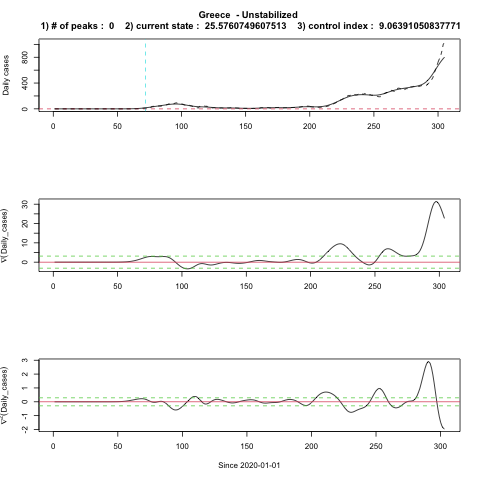 Greece - Unstabilized
1) # of peaks : 0 2) current state : 25.5760749607513 3) control index : 9.06391050837771
Daily cases
0 400 800
0 50 100 150 200 250 300
∇(Daily_cases)
0 10 20 30
0 50 100 150 200 250 300
∇²(Daily_cases)
-2 -1 0 1 2 3
0 50 100 150 200 250 300
Since 2020-01-01